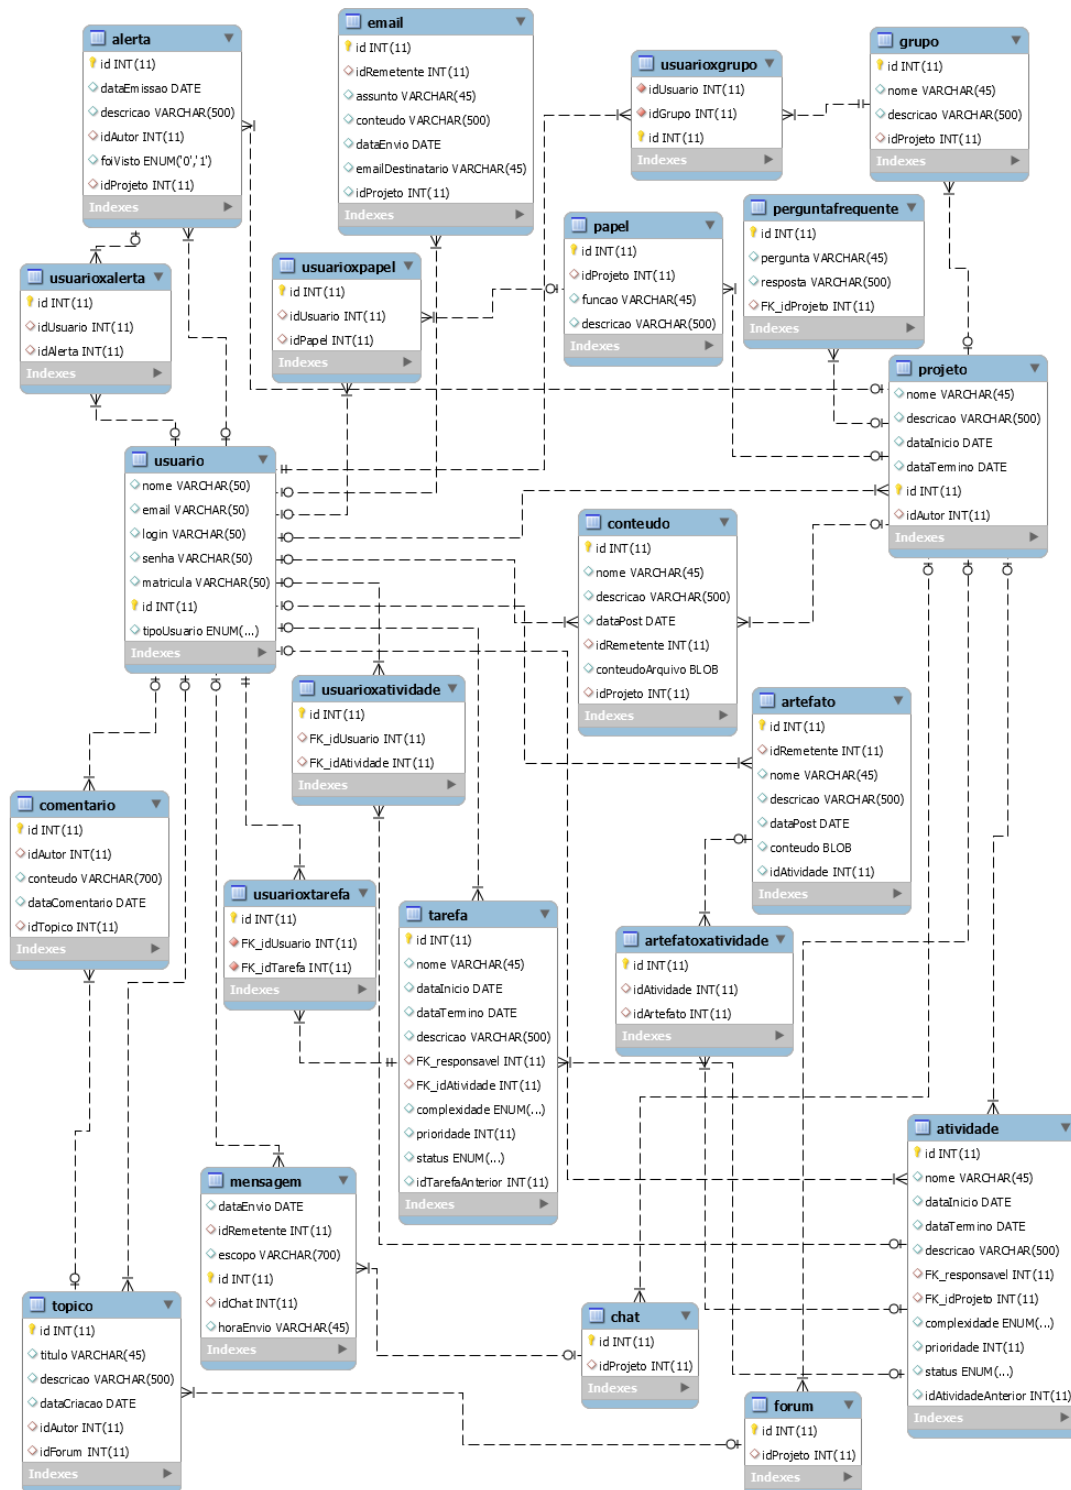 alerta
id INT(11)
dataEmissao DATE
descricao VARCHAR(500)
idAutor INT(11)
foiVisto ENUM('0','1')
idProjeto INT(11)
Indexes
email
id INT(11)
idRemetente INT(11)
assunto VARCHAR(45)
conteudo VARCHAR(500)
dataEnvio DATE
emailDestinatario VARCHAR(45)
idProjeto INT(11)
Indexes
usuarioxgrupo
idUsuario INT(11)
idGrupo INT(11)
id INT(11)
Indexes
grupo
id INT(11)
nome VARCHAR(45)
descricao VARCHAR(500)
idProjeto INT(11)
Indexes
usuarioxalerta
id INT(11)
idUsuario INT(11)
idAlerta INT(11)
Indexes
usuarioxpapel
id INT(11)
idUsuario INT(11)
idPapel INT(11)
Indexes
papel
id INT(11)
idProjeto INT(11)
funcao VARCHAR(45)
descricao VARCHAR(500)
Indexes
perguntafrequente
id INT(11)
pergunta VARCHAR(45)
resposta VARCHAR(500)
FK_idProjeto INT(11)
Indexes
projeto
nome VARCHAR(45)
descricao VARCHAR(500)
dataInicio DATE
dataTermino DATE
id INT(11)
idAutor INT(11)
Indexes
usuario
nome VARCHAR(50)
email VARCHAR(50)
login VARCHAR(50)
senha VARCHAR(50)
matricula VARCHAR(50)
id INT(11)
tipoUsuario ENUM(...)
Indexes
conteudo
id INT(11)
nome VARCHAR(45)
descricao VARCHAR(500)
dataPost DATE
idRemetente INT(11)
conteudoArquivo BLOB
idProjeto INT(11)
Indexes
usuarioxatividade
id INT(11)
FK_idUsuario INT(11)
FK_idAtividade INT(11)
Indexes
artefato
id INT(11)
idRemetente INT(11)
nome VARCHAR(45)
descricao VARCHAR(500)
dataPost DATE
conteudo BLOB
idAtividade INT(11)
Indexes
comentario
id INT(11)
idAutor INT(11)
conteudo VARCHAR(700)
dataComentario DATE
idTopico INT(11)
Indexes
usuarioxtarefa
id INT(11)
FK_idUsuario INT(11)
FK_idTarefa INT(11)
Indexes
tarefa
id INT(11)
nome VARCHAR(45)
dataInicio DATE
dataTermino DATE
descricao VARCHAR(500)
FK_responsavel INT(11)
FK_idAtividade INT(11)
complexidade ENUM(...)
prioridade INT(11)
status ENUM(...)
idTarefaAnterior INT(11)
Indexes
artefatoxatividade
id INT(11)
idAtividade INT(11)
idArtefato INT(11)
Indexes
atividade
id INT(11)
nome VARCHAR(45)
dataInicio DATE
dataTermino DATE
descricao VARCHAR(500)
FK_responsavel INT(11)
FK_idProjeto INT(11)
complexidade ENUM(...)
prioridade INT(11)
status ENUM(...)
idAtividadeAnterior INT(11)
Indexes
mensagem
dataEnvio DATE
idRemetente INT(11)
escopo VARCHAR(700)
id INT(11)
idChat INT(11)
horaEnvio VARCHAR(45)
Indexes
topico
id INT(11)
titulo VARCHAR(45)
descricao VARCHAR(500)
dataCriacao DATE
idAutor INT(11)
idForum INT(11)
Indexes
chat
id INT(11)
idProjeto INT(11)
Indexes
forum
id INT(11)
idProjeto INT(11)
Indexes